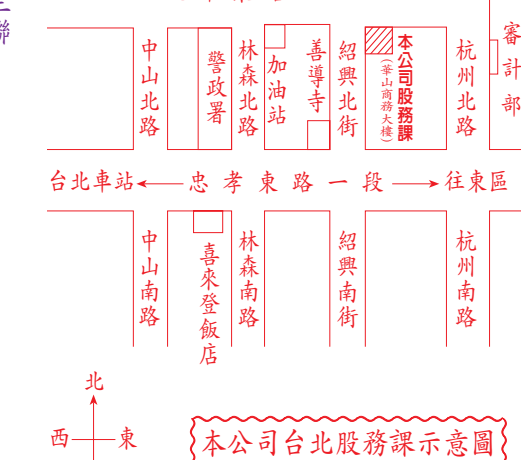 聯
中山北路
警政署
林森北路
加油站
善導寺
紹興北街
本公司股務課
(華山商務大樓)
杭州北路
審計部
台北車站 忠孝東路一段 往東區
中山南路
喜來登飯店
林森南路
紹興南街
杭州南路
北
西 東
本公司台北股務課示意圖